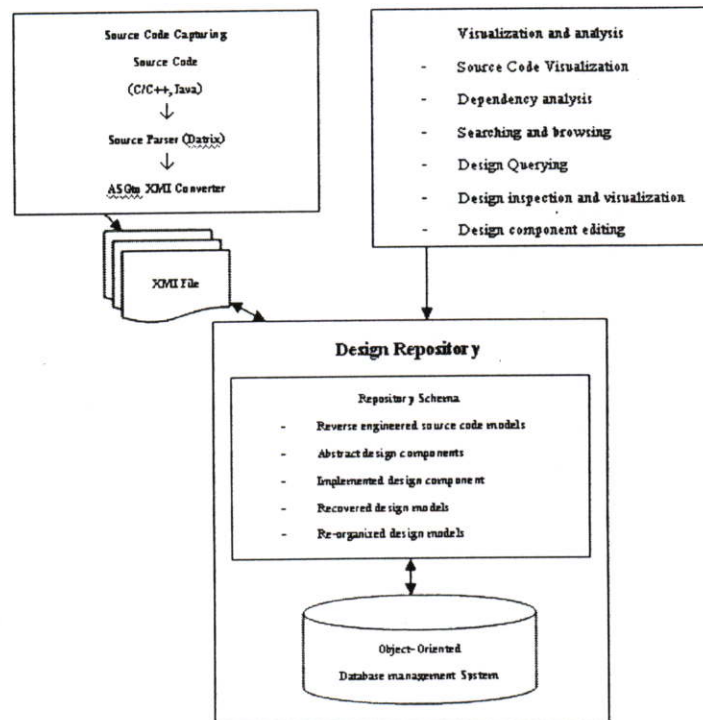 Source Code Capturing
Source Code
(C/C++, Java)
Source Parser (Datrix)
ASGto XMI Converter
XMI File
Visualization and analysis
- Source Code Visualization
- Dependency analysis
- Searching and browsing
- Design Querying
- Design inspection and visualization
- Design component editing
Design Repository
Repository Schema
- Reverse engineered source code models
- Abstract design components
- Implemented design component
- Recovered design models
- Re-organized design models
Object-Oriented
Database management System